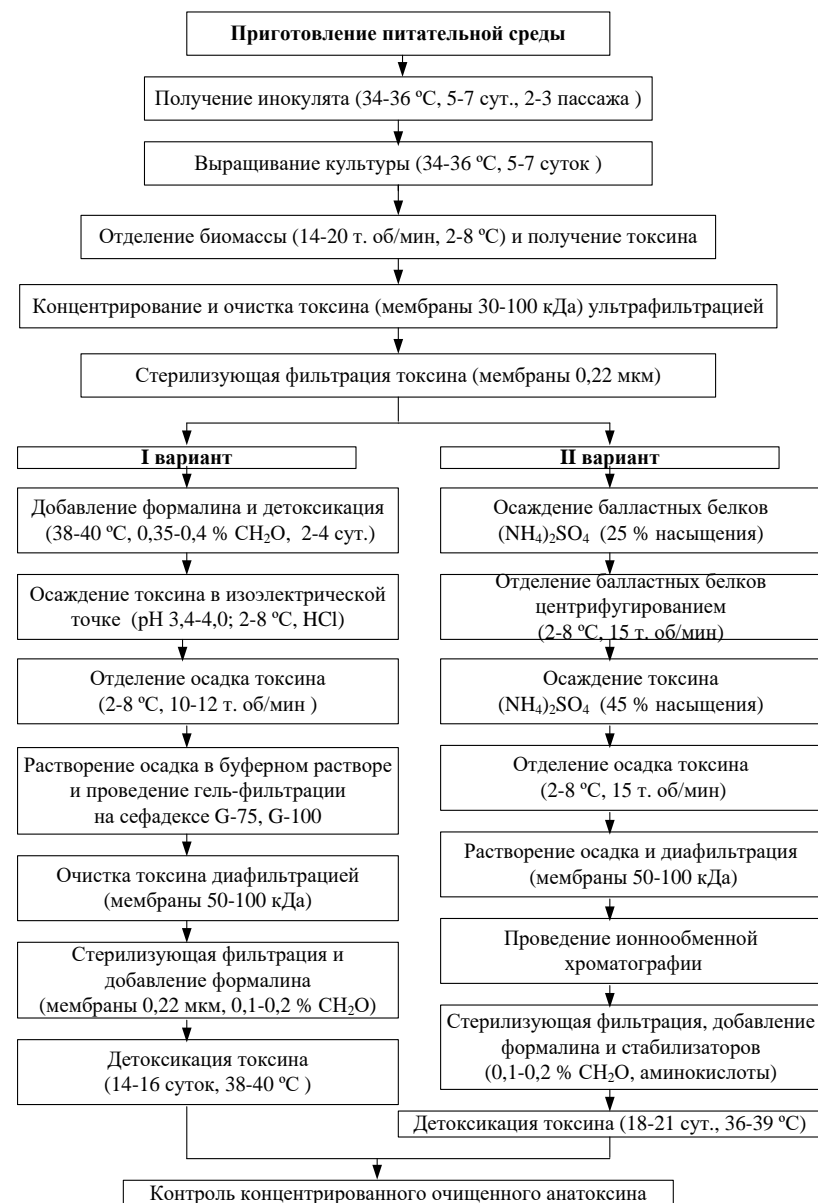 Приготовление питательной среды
Получение инокулята (34-36 ºС, 5-7 сут., 2-3 пассажа )
Выращивание культуры (34-36 ºС, 5-7 суток )
Отделение биомассы (14-20 т. об/мин, 2-8 ºС) и получение токсина
Концентрирование и очистка токсина (мембраны 30-100 кДа) ультрафильтрацией
Стерилизующая фильтрация токсина (мембраны 0,22 мкм)
I вариант
Добавление формалина и детоксикация
(38-40 ºС, 0,35-0,4 % CH₂O, 2-4 сут.)
Осаждение токсина в изоэлектрической
точке (рН 3,4-4,0; 2-8 ºС, HCl)
Отделение осадка токсина
(2-8 ºС, 10-12 т. об/мин )
Растворение осадка в буферном растворе
и проведение гель-фильтрации
на сефадексе G-75, G-100
Очистка токсина диафильтрацией
(мембраны 50-100 кДа)
Стерилизующая фильтрация и
добавление формалина
(мембраны 0,22 мкм, 0,1-0,2 % CH₂O)
Детоксикация токсина
(14-16 суток, 38-40 ºС )
II вариант
Осаждение балластных белков
(NH₄)₂SO₄ (25 % насыщения)
Отделение балластных белков
центрифугированием
(2-8 ºС, 15 т. об/мин)
Осаждение токсина
(NH₄)₂SO₄ (45 % насыщения)
Отделение осадка токсина
(2-8 ºС, 15 т. об/мин)
Растворение осадка и диафильтрация
(мембраны 50-100 кДа)
Проведение ионнообменной
хроматографии
Стерилизующая фильтрация, добавление
формалина и стабилизаторов
(0,1-0,2 % CH₂O, аминокислоты)
Детоксикация токсина (18-21 сут., 36-39 ºС)
Контроль концентрированного очищенного анатоксина